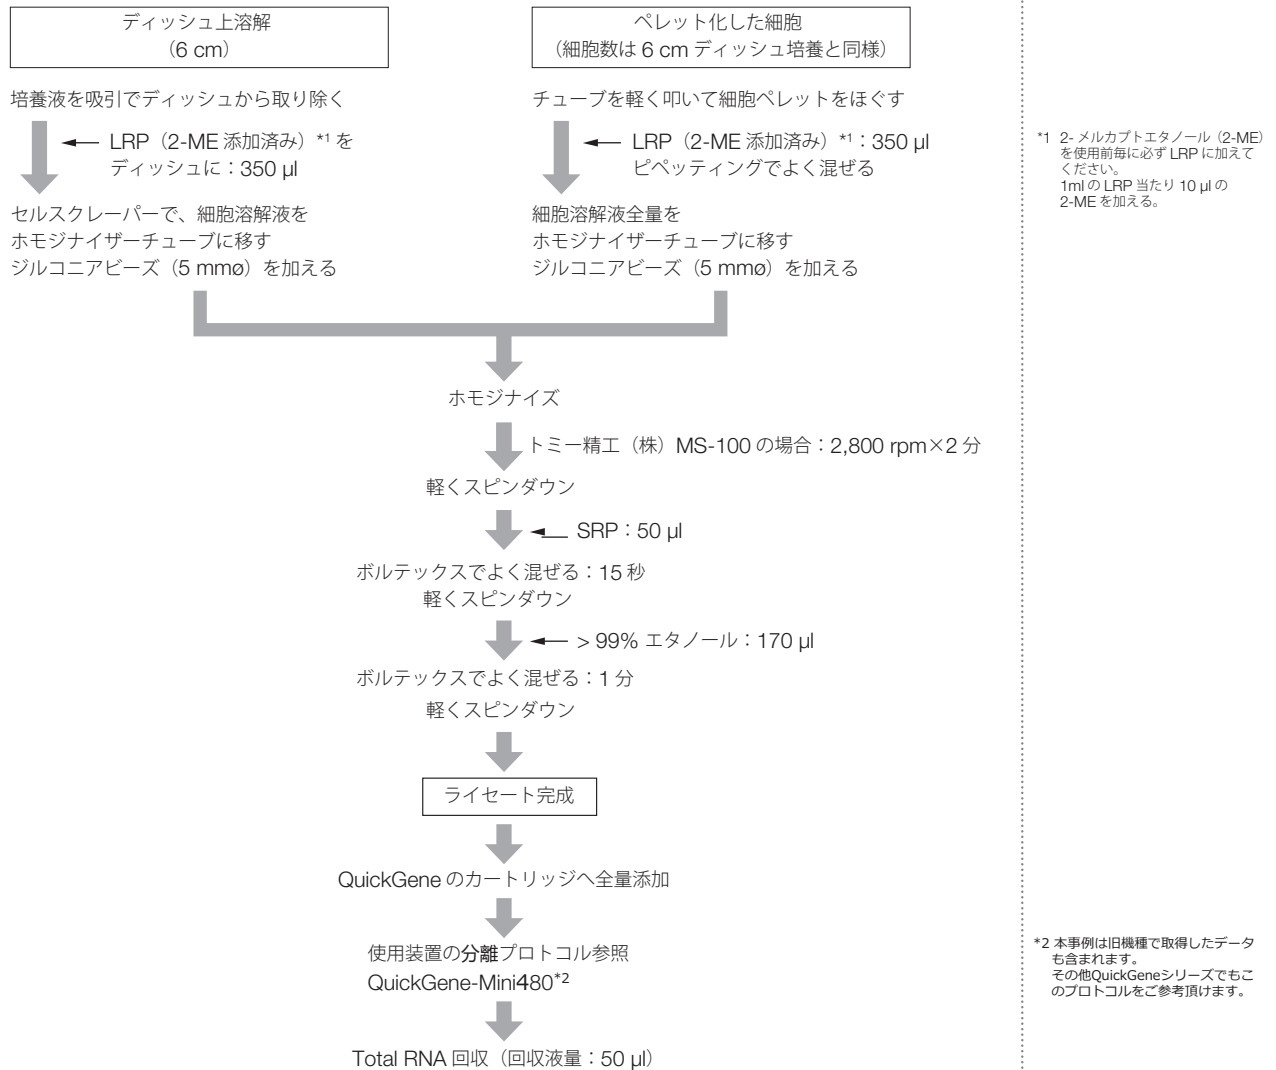 ディッシュ上溶解
（6 cm）
培養液を吸引でディッシュから取り除く
LRP（2-ME 添加済み）*1 を
ディッシュに：350 µl
セルスクレーパーで、細胞溶解液を
ホモジナイザーチューブに移す
ジルコニアビーズ（5 mmø）を加える
ペレット化した細胞
（細胞数は 6 cm ディッシュ培養と同様）
チューブを軽く叩いて細胞ペレットをほぐす
LRP（2-ME 添加済み）*1：350 µl
ピペッティングでよく混ぜる
細胞溶解液全量を
ホモジナイザーチューブに移す
ジルコニアビーズ（5 mmø）を加える
*1 2- メルカプトエタノール（2-ME）
を使用前毎に必ず LRP に加えて
ください。
1ml の LRP 当たり 10 µl の
2-ME を加える。
ホモジナイズ
トミー精工（株）MS-100 の場合：2,800 rpm×2 分
軽くスピンダウン
SRP：50 µl
ボルテックスでよく混ぜる：15 秒
軽くスピンダウン
> 99% エタノール：170 µl
ボルテックスでよく混ぜる：1 分
軽くスピンダウン
ライセート完成
QuickGene のカートリッジへ全量添加
使用装置の分離プロトコル参照
QuickGene-Mini480*2
*2 本事例は旧機種で取得したデータ
も含まれます。
その他QuickGeneシリーズでもこ
のプロトコルをご参考頂けます。
Total RNA 回収（回収液量：50 µl）